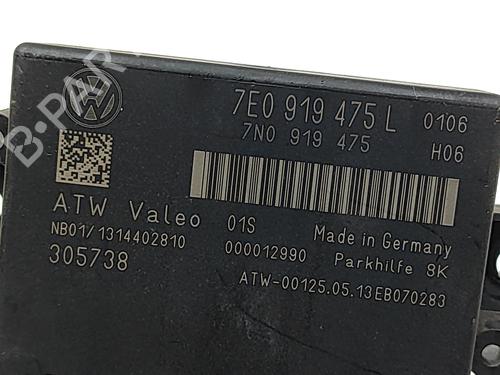 7E0 919 475 L 0106
7N0 919 475 H06
ATW Valeo 01S Made in Germany
NB01/1314402810 000012990 Parkhilfe 8K
305738 ATW-00125.05.13EB070283
B-PARTS